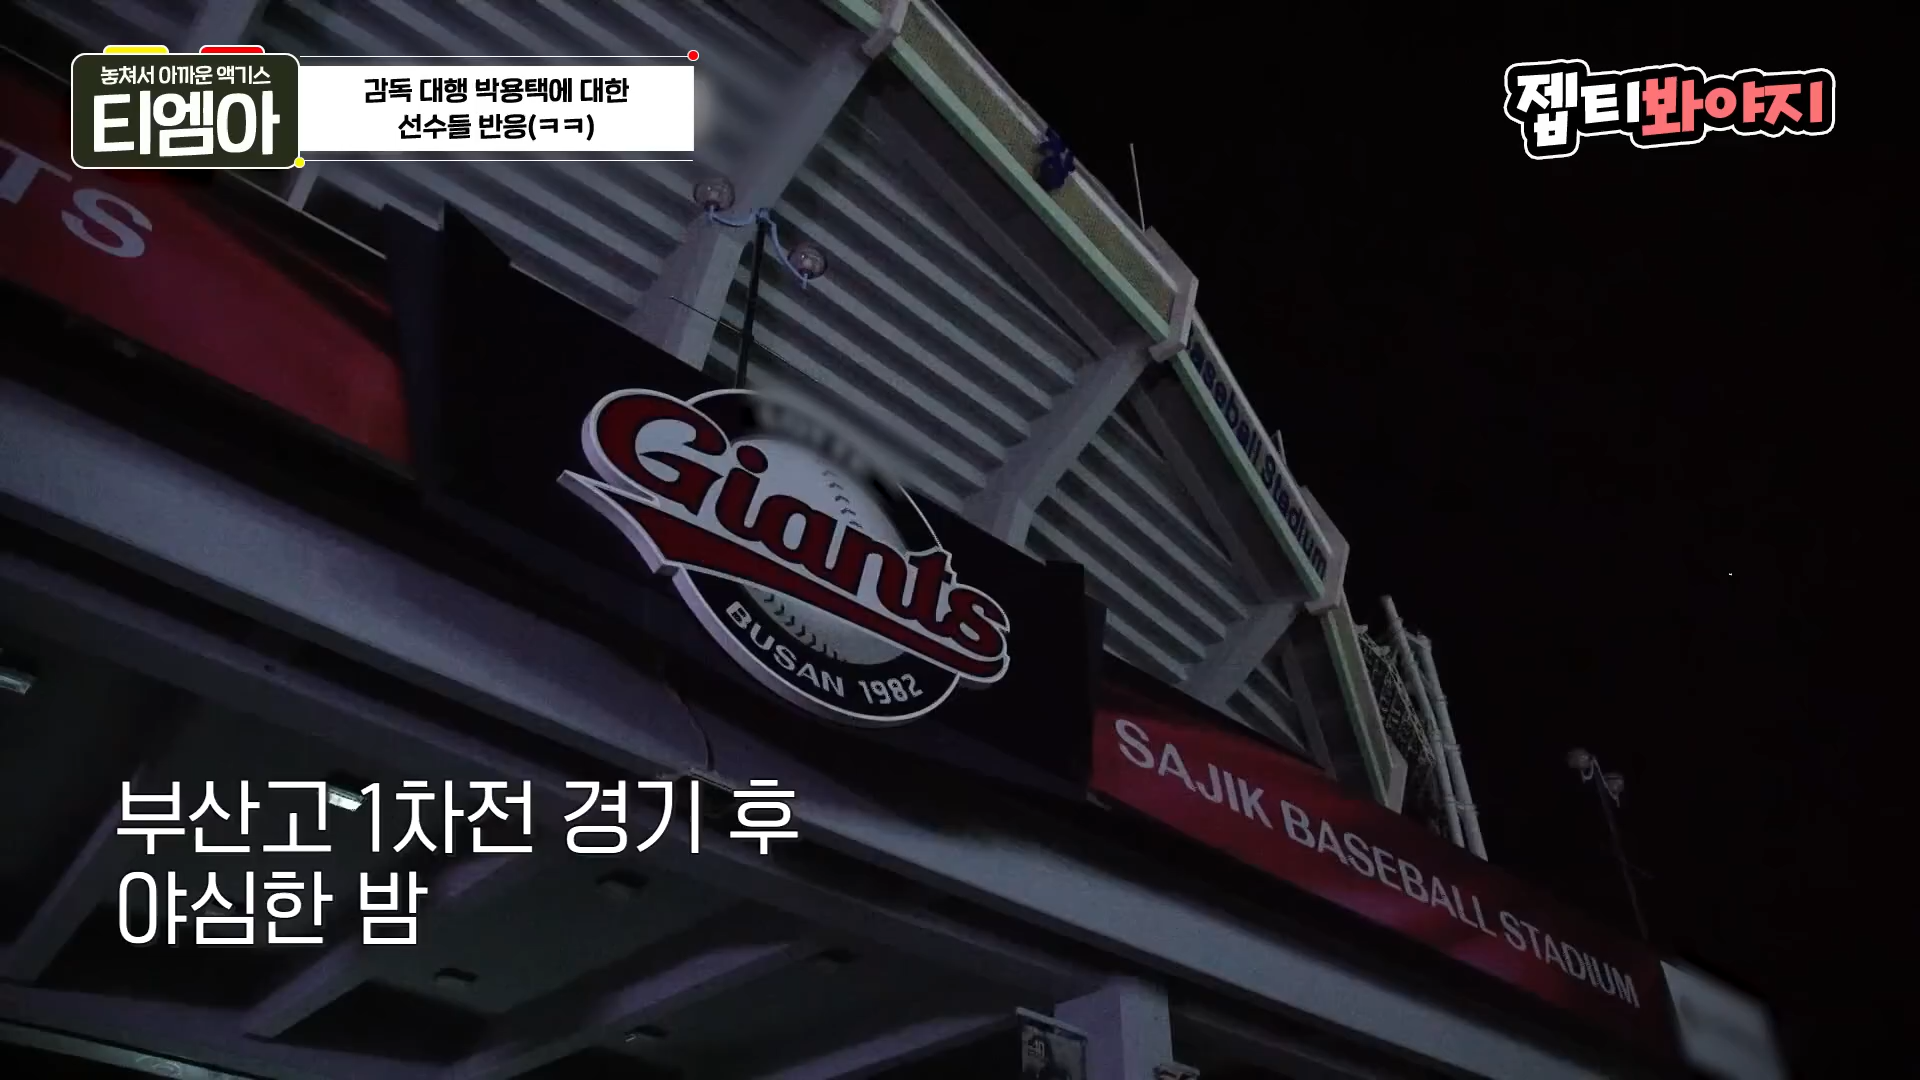 놓쳐서 아까운 액기스
티엠아
감독 대행 박용택에 대한
선수들 반응(ㅋㅋ)
젭티봐야지
TS
Baseball Stadium
Giants
BUSAN 1982
SAJIK BASEBALL STADIUM
부산고 1차전 경기 후
야심한 밤